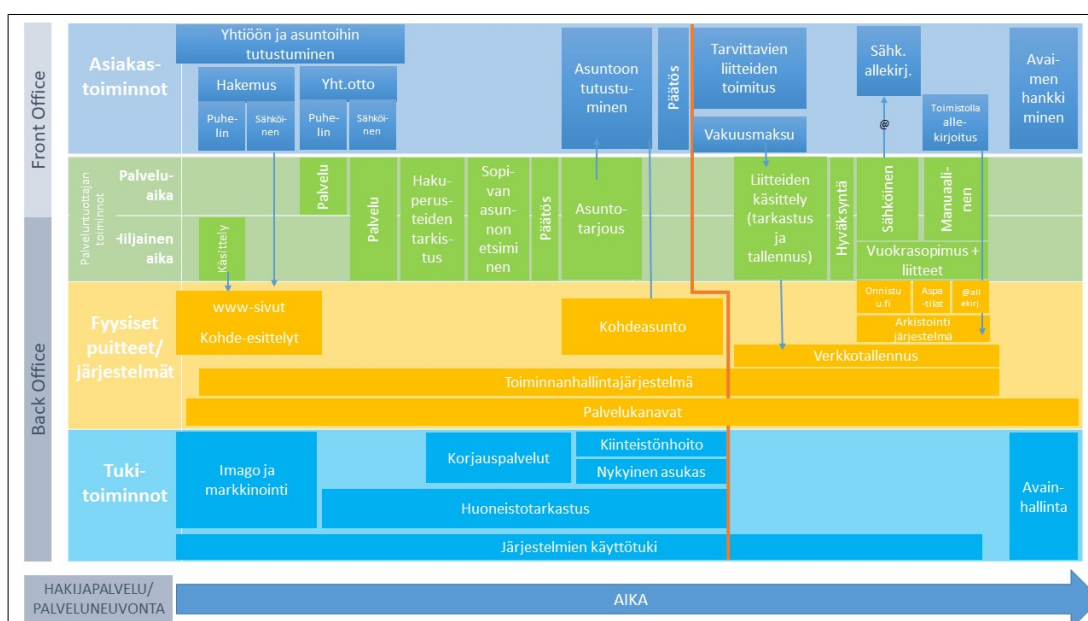 Front Office
Back Office
Asiakas-
toiminnot
Yhtiöön ja asuntoihin
tutustuminen
Hakemus
Yht.otto
Puhe-
lin
Sähköi-
nen
Puhe-
lin
Sähköi-
nen
Asuntoon
tutustu-
minen
Päätös
Tarvittavien
liitteiden
toimitus
Vakuusmaksu
Sähk.
allekirj.
@
Toimistolla
alle-
kirjoitus
Avai-
men
hankki
minen
Palveluntuottajan
toiminnot
Palvelu-
aika
Hiljainen
aika
Käsittely
Palvelu
Palvelu
Haku-
perus-
teiden
tarkis-
tus
Sopi-
van
asun-
non
etsimi
nen
Päätös
Asunto-
tarjous
Liitteiden
käsittely
(tarkastus
ja
tallennus)
Hyväksyntä
Sähköinen
Manuaali-
nen
Vuokrasopimus +
liitteet
Fyysiset
puitteet/
järjestelmät
www-sivut
Kohde-esittelyt
Kohdeasunto
Onnistu
u.fi
Aspa
-tilat
@all
ekirj.
Arkistointi
järjestelmä
Verkkotallennus
Toiminnanhallintajärjestelmä
Palvelukanavat
Tuki-
toiminnot
Imago ja
markkinointi
Korjauspalvelut
Kiinteistönhoito
Nykyinen asukas
Huoneistotarkastus
Järjestelmien käyttötuki
Avain-
hallinta
HAKIJAPALVELU/
PALVELUNEUVONTA
AIKA